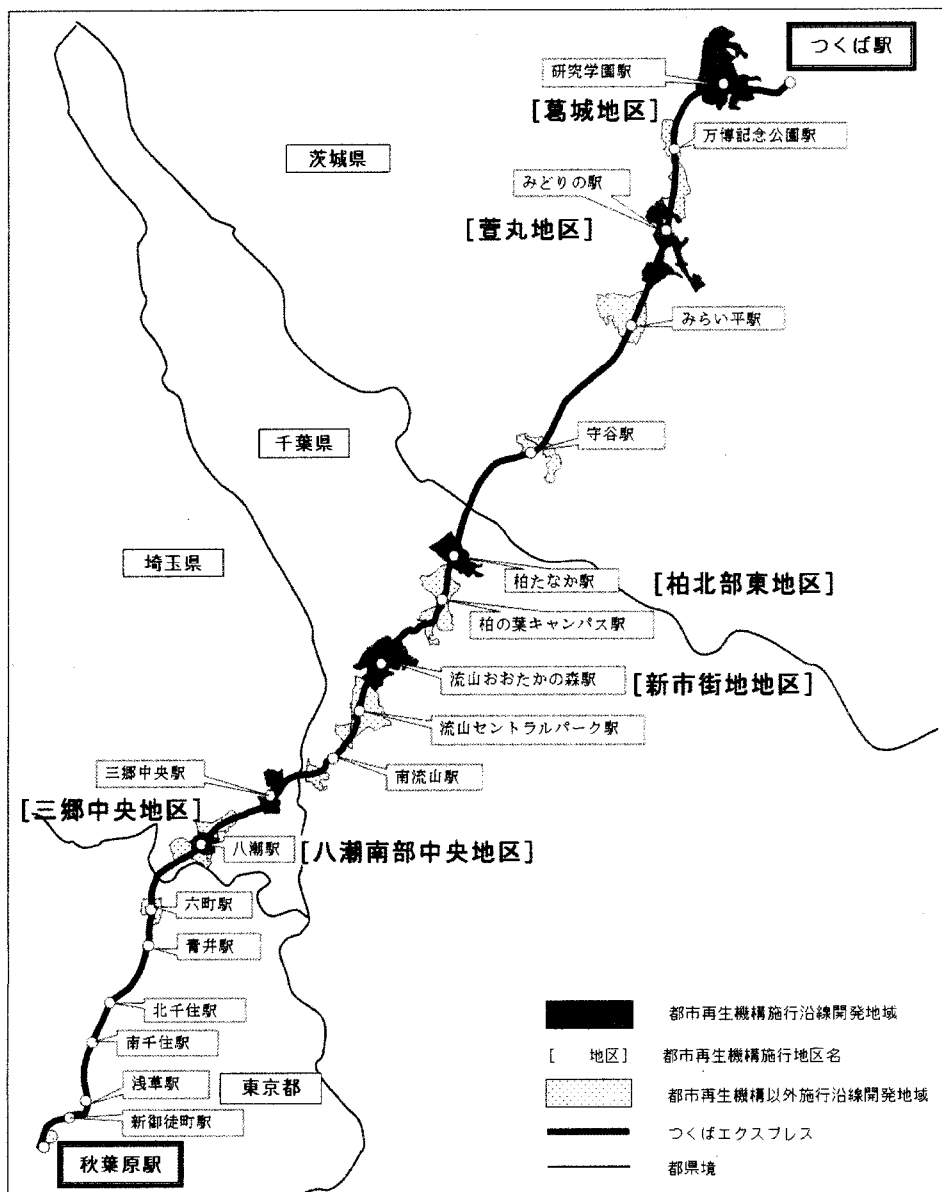 つくば駅
研究学園駅
[葛城地区]
万博記念公園駅
茨城県
みどりの駅
[萱丸地区]
みらい平駅
守谷駅
千葉県
埼玉県
柏たなか駅
[柏北部東地区]
柏の葉キャンパス駅
流山おおたかの森駅
[新市街地地区]
流山セントラルパーク駅
南流山駅
三郷中央駅
[三郷中央地区]
八潮駅
[八潮南部中央地区]
六町駅
青井駅
北千住駅
南千住駅
浅草駅
東京都
新御徒町駅
秋葉原駅
都市再生機構施行沿線開発地域
[　地区]　都市再生機構施行地区名
都市再生機構以外施行沿線開発地域
つくばエクスプレス
都県境